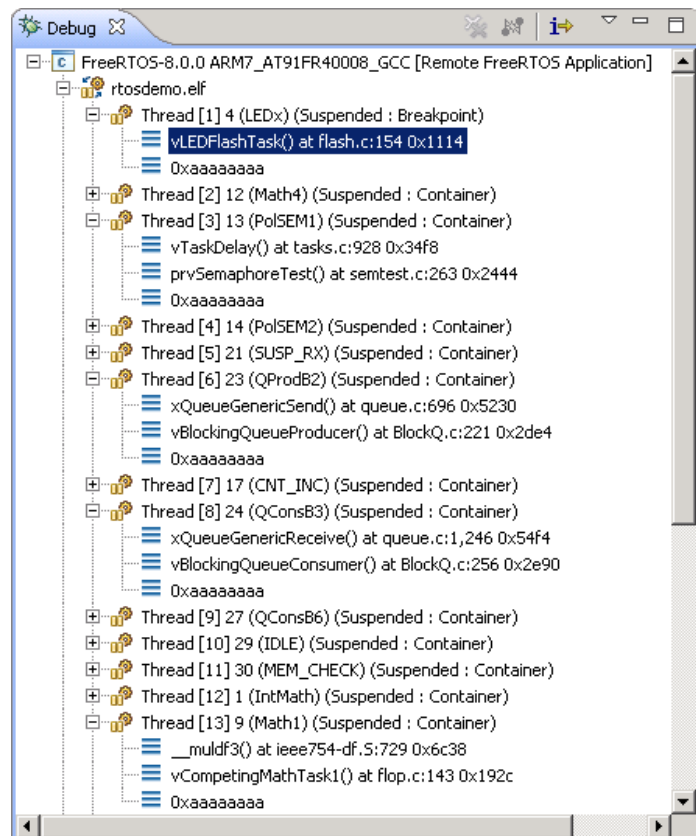 Debug
FreeRTOS-8.0.0 ARM7_AT91FR40008_GCC [Remote FreeRTOS Application]
rtosdemo.elf
Thread [1] 4 (LEDx) (Suspended : Breakpoint)
vLEDFlashTask() at flash.c:154 0x1114
0xaaaaaaaa
Thread [2] 12 (Math4) (Suspended : Container)
Thread [3] 13 (PolSEM1) (Suspended : Container)
vTaskDelay() at tasks.c:928 0x34f8
prvSemaphoreTest() at semtest.c:263 0x2444
0xaaaaaaaa
Thread [4] 14 (PolSEM2) (Suspended : Container)
Thread [5] 21 (SUSP_RX) (Suspended : Container)
Thread [6] 23 (QProdB2) (Suspended : Container)
xQueueGenericSend() at queue.c:696 0x5230
vBlockingQueueProducer() at BlockQ.c:221 0x2de4
0xaaaaaaaa
Thread [7] 17 (CNT_INC) (Suspended : Container)
Thread [8] 24 (QConsB3) (Suspended : Container)
xQueueGenericReceive() at queue.c:1,246 0x54f4
vBlockingQueueConsumer() at BlockQ.c:256 0x2e90
0xaaaaaaaa
Thread [9] 27 (QConsB6) (Suspended : Container)
Thread [10] 29 (IDLE) (Suspended : Container)
Thread [11] 30 (MEM_CHECK) (Suspended : Container)
Thread [12] 1 (IntMath) (Suspended : Container)
Thread [13] 9 (Math1) (Suspended : Container)
__muldf3() at ieee754-df.S:729 0x6c38
vCompetingMathTask1() at flop.c:143 0x192c
0xaaaaaaaa